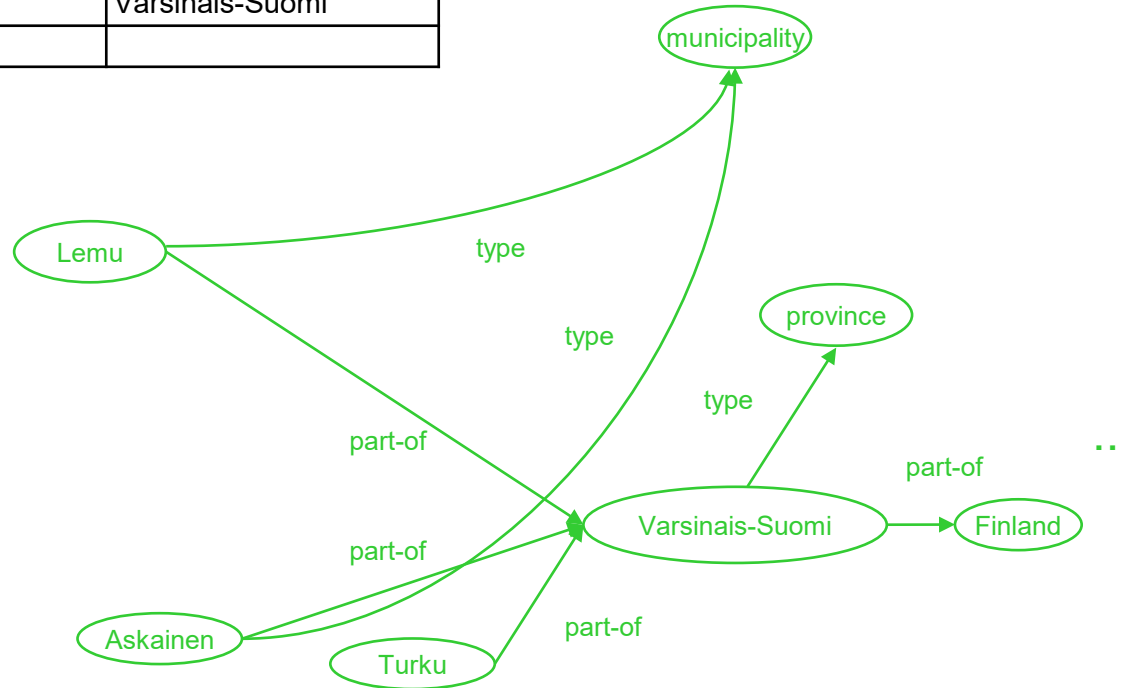 Varsinais-Suomi
municipality
Lemu
type
province
type
type
part-of
..
part-of
Varsinais-Suomi
Finland
part-of
part-of
Askainen
Turku